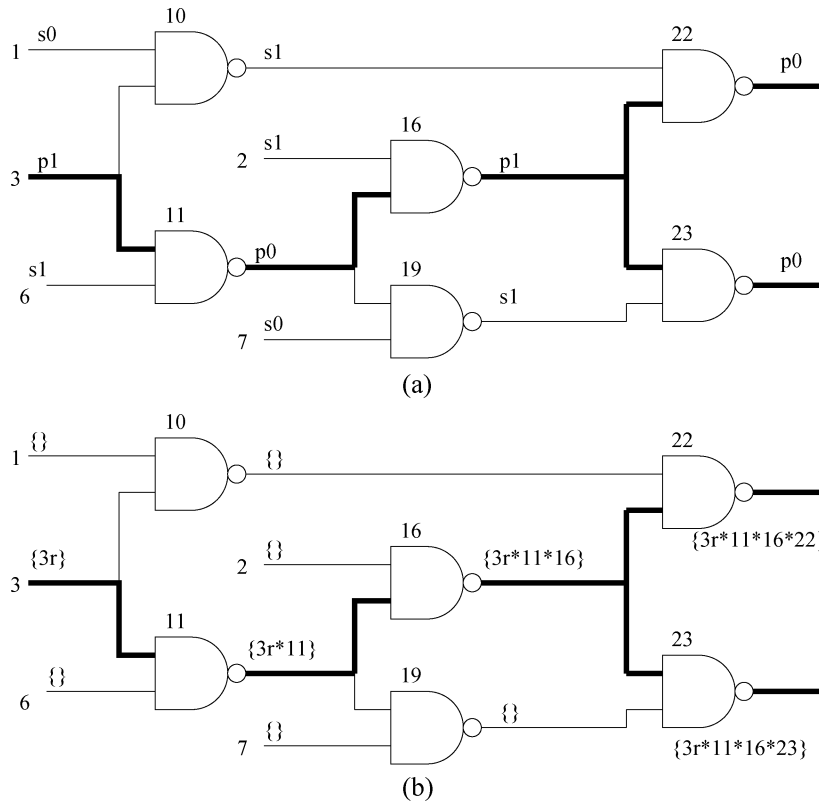 10
s0
1
s1
22
p0
16
s1
2
p1
p1
3
11
s1
6
p0
23
p0
19
s1
s0
7
(a)
10
{}
1
{}
22
16
{}
2
{3r*11*16}
{3r*11*16*22}
{3r}
3
11
{}
6
{3r*11}
23
19
{}
{}
7
{3r*11*16*23}
(b)